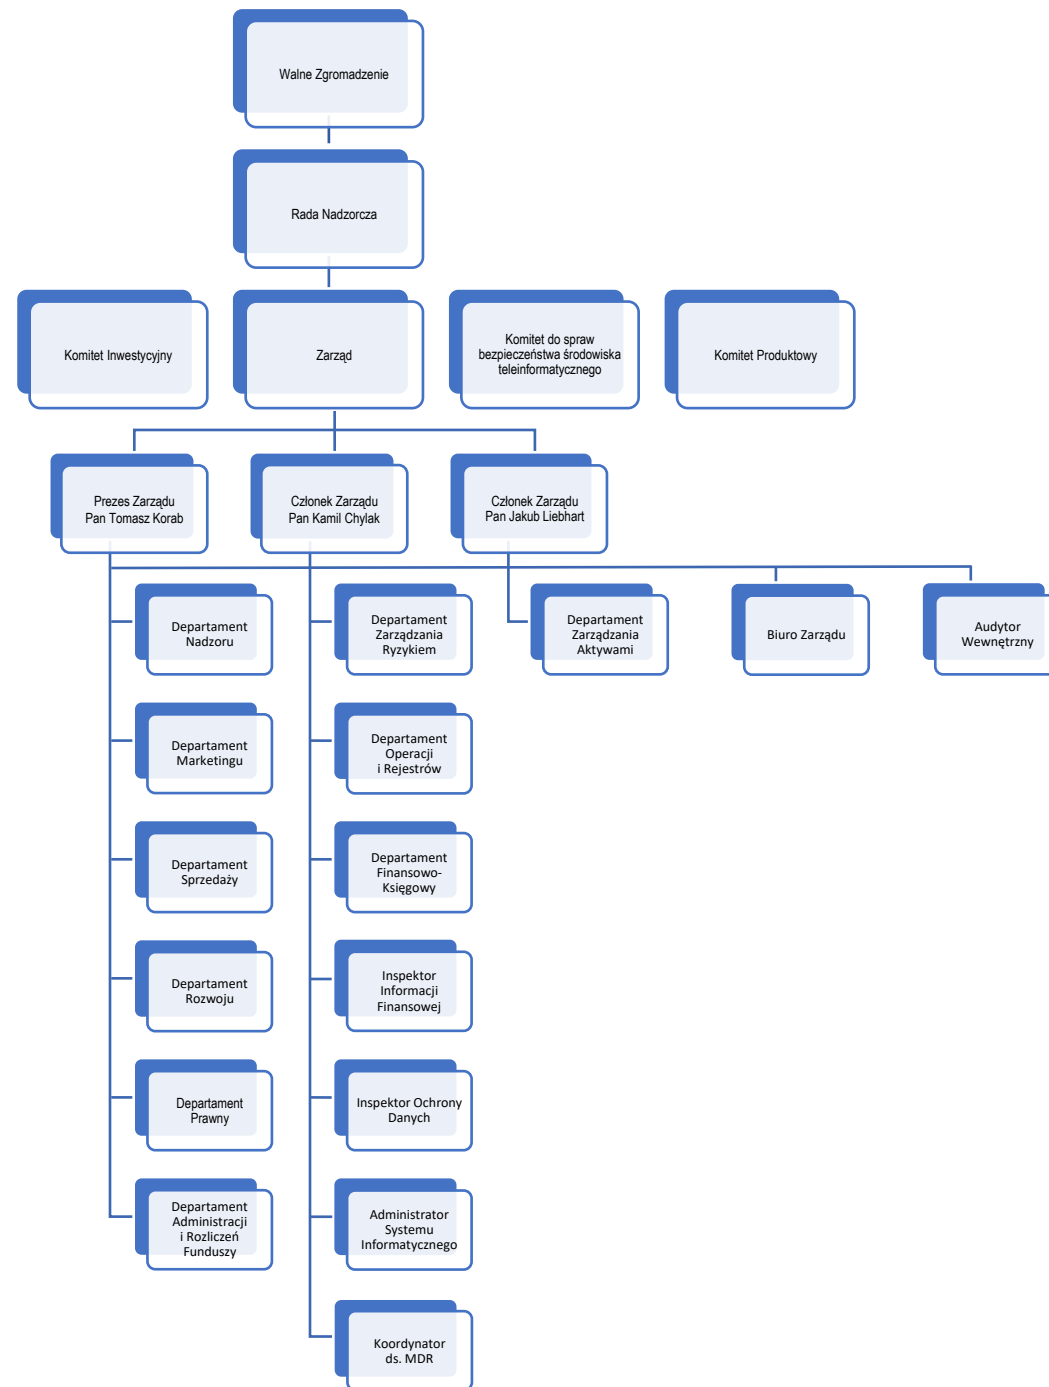 Walne Zgromadzenie
Rada Nadzorcza
Komitet Inwestycyjny
Zarząd
Komitet do spraw
bezpieczeństwa środowiska
teleinformatycznego
Komitet Produktowy
Prezes Zarządu
Pan Tomasz Korab
Członek Zarządu
Pan Kamil Chylak
Członek Zarządu
Pan Jakub Liebhart
Departament
Nadzoru
Departament
Zarządzania
Ryzykiem
Departament
Zarządzania
Aktywami
Biuro Zarządu
Audytor
Wewnętrzny
Departament
Marketingu
Departament
Operacji
i Rejestrów
Departament
Sprzedaży
Departament
Finansowo-
Księgowy
Departament
Rozwoju
Inspektor
Informacji
Finansowej
Departament
Prawny
Inspektor Ochrony
Danych
Departament
Administracji
i Rozliczeń
Funduszy
Administrator
Systemu
Informatycznego
Koordynator
ds. MDR